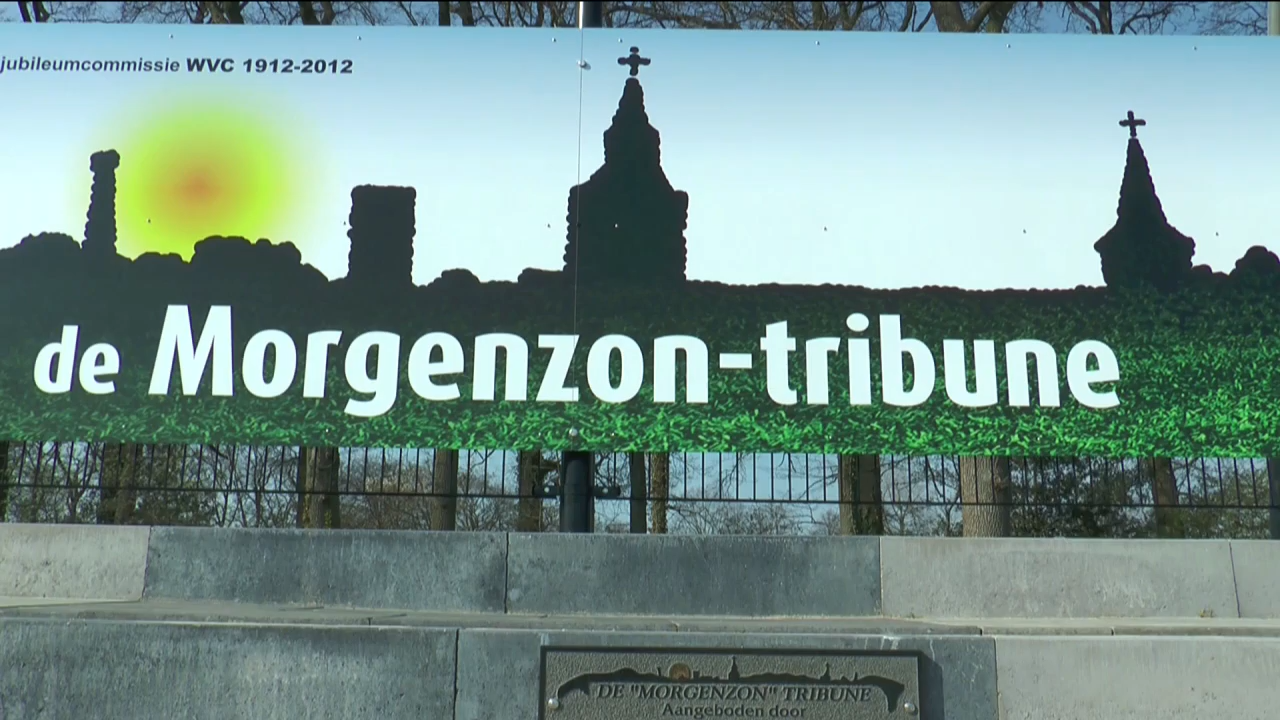 jubileumcommissie WVC 1912-2012
de Morgenzon-tribune
DE "MORGENZON" TRIBUNE
Aangeboden door